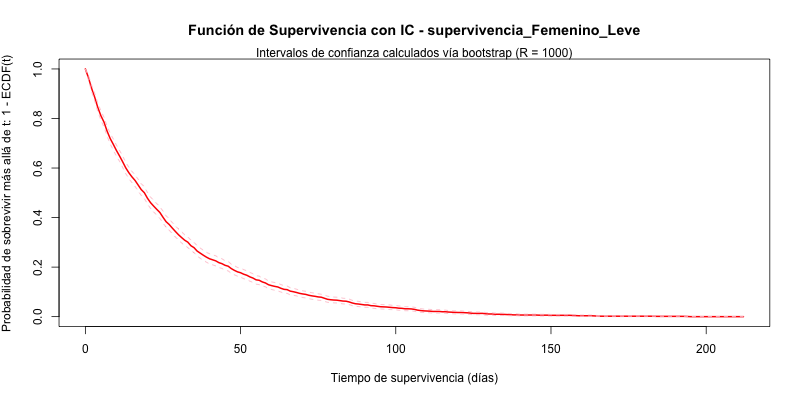 Función de Supervivencia con IC - supervivencia_Femenino_Leve
Intervalos de confianza calculados vía bootstrap (R = 1000)
Probabilidad de sobrevivir más allá de t: 1 - ECDF(t)
1.0
0.8
0.6
0.4
0.2
0.0
0 50 100 150 200
Tiempo de supervivencia (días)